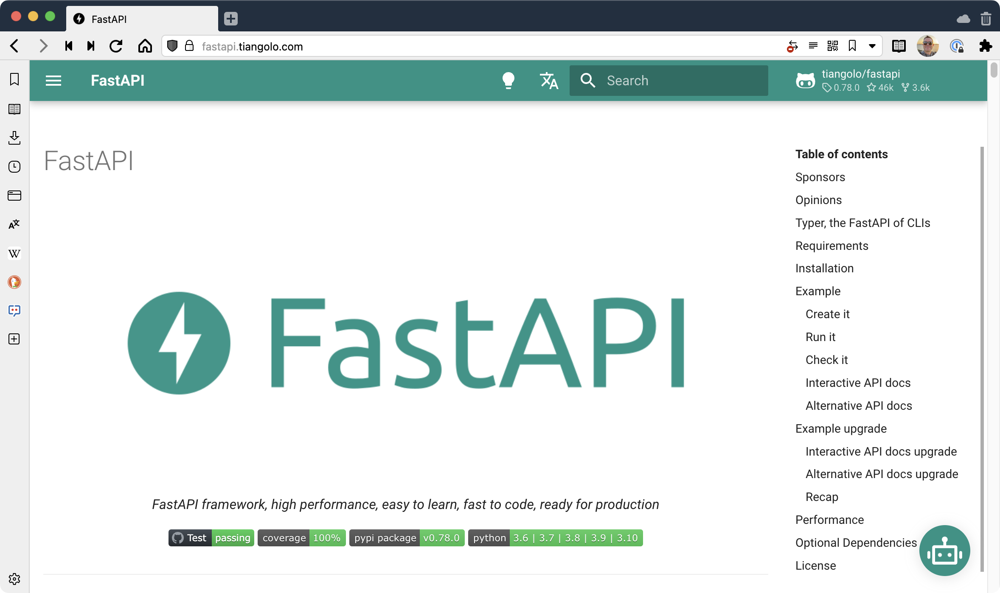 FastAPI
fastapi.tiangolo.com
FastAPI
Search
tiangolo/fastapi
0.78.0 46k 3.6k
W
FastAPI
FastAPI
FastAPI framework, high performance, easy to learn, fast to code, ready for production
Test passing coverage 100% pypi package v0.78.0 python 3.6 | 3.7 | 3.8 | 3.9 | 3.10
Table of contents
Sponsors
Opinions
Typer, the FastAPI of CLIs
Requirements
Installation
Example
Create it
Run it
Check it
Interactive API docs
Alternative API docs
Example upgrade
Interactive API docs upgrade
Alternative API docs upgrade
Recap
Performance
Optional Dependencies
License